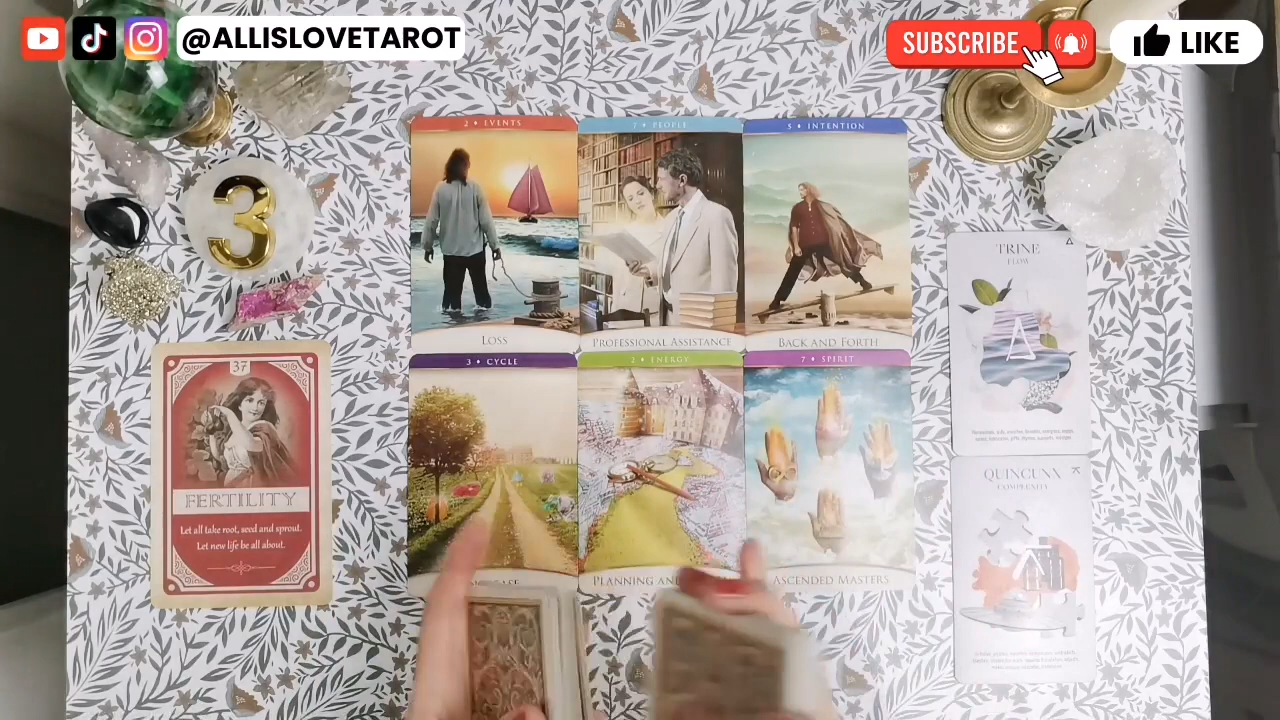 @ALLISLOVETAROT
SUBSCRIBE
LIKE
3
2 • EVENTS
7 • PEOPLE
5 • INTENTION
LOSS
PROFESSIONAL ASSISTANCE
BACK AND FORTH
3 • CYCLE
2 • ENERGY
7 • SPIRIT
PLANNING AND
ASCENDED MASTERS
37
FERTILITY
Let all take root, seed and sprout.
Let new life be all about.
TRINE
FLOW
QUINCUNX
COMPLEXITY